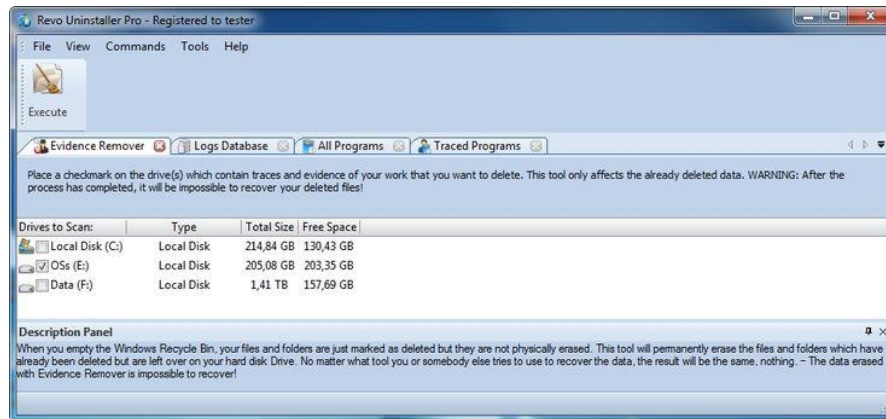 Revo Uninstaller Pro - Registered to tester
File View Commands Tools Help
Execute
Evidence Remover Logs Database All Programs Traced Programs
Place a checkmark on the drive(s) which contain traces and evidence of your work that you want to delete. This tool only affects the already deleted data. WARNING: After the
process has completed, it will be impossible to recover your deleted files!
Drives to Scan: Type Total Size Free Space
Local Disk (C:) Local Disk 214,84 GB 130,43 GB
OSs (E:) Local Disk 205,08 GB 203,35 GB
Data (F:) Local Disk 1,41 TB 157,69 GB
Description Panel
When you empty the Windows Recycle Bin, your files and folders are just marked as deleted but they are not physically erased. This tool will permanently erase the files and folders which have
already been deleted but are left over on your hard disk Drive. No matter what tool you or somebody else tries to use to recover the data, the result will be the same, nothing. – The data erased
with Evidence Remover is impossible to recover!